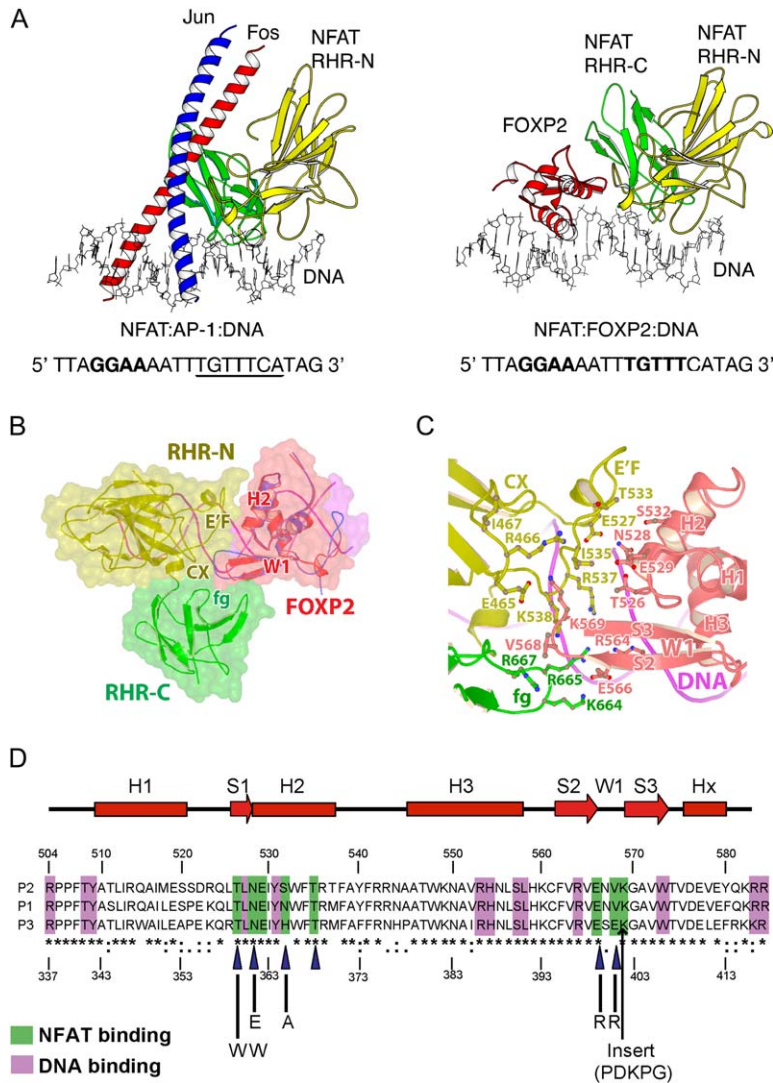 A
Jun
Fos
NFAT
RHR-N
DNA
NFAT:AP-1:DNA
5' TTAGGAAAATTTGTTTCATAG 3'
NFAT
RHR-C
NFAT
RHR-N
FOXP2
DNA
NFAT:FOXP2:DNA
5' TTAGGAAAATTTGTTTCATAG 3'
B
RHR-N
E'F
H2
CX
W1
fg
FOXP2
RHR-C
C
CX
E'F
T533
I467
E527
S532
H2
R466
N528
I535
E529
H1
R537
T526
E465
K538
H3
K569
S3
V568
R564
W1
R667
S2
R665
DNA
fg
E566
K664
D
H1 S1 H2 H3 S2 W1 S3 Hx
504 510 520 530 540 550 560 570 580
P2 RPPFTYATLIRQAIMESSDRQLTLNEIYSWFTRTFAYFRRNAATWKNAVRHNLSLHKCFVRVENVKGAVWTVDEVEYQKRR
P1 RPPFTYASLIRQAILESPEKQLTLNEIYNWFTRMFAYFRRNAATWKNAVRHNLSLHKCFVRVENVKGAVWTVDEVEYQKRR
P3 RPPFTYATLIRWAILEAPEKQRTLNEIYHWFTRMFAFFRNHPATWKNAIRHNLSLHKCFVRVESEKGAVWTVDELEFRKKR
337 343 353 363 373 383 393 403 413
W W E A R R
Insert
(PDKPG)
NFAT binding
DNA binding